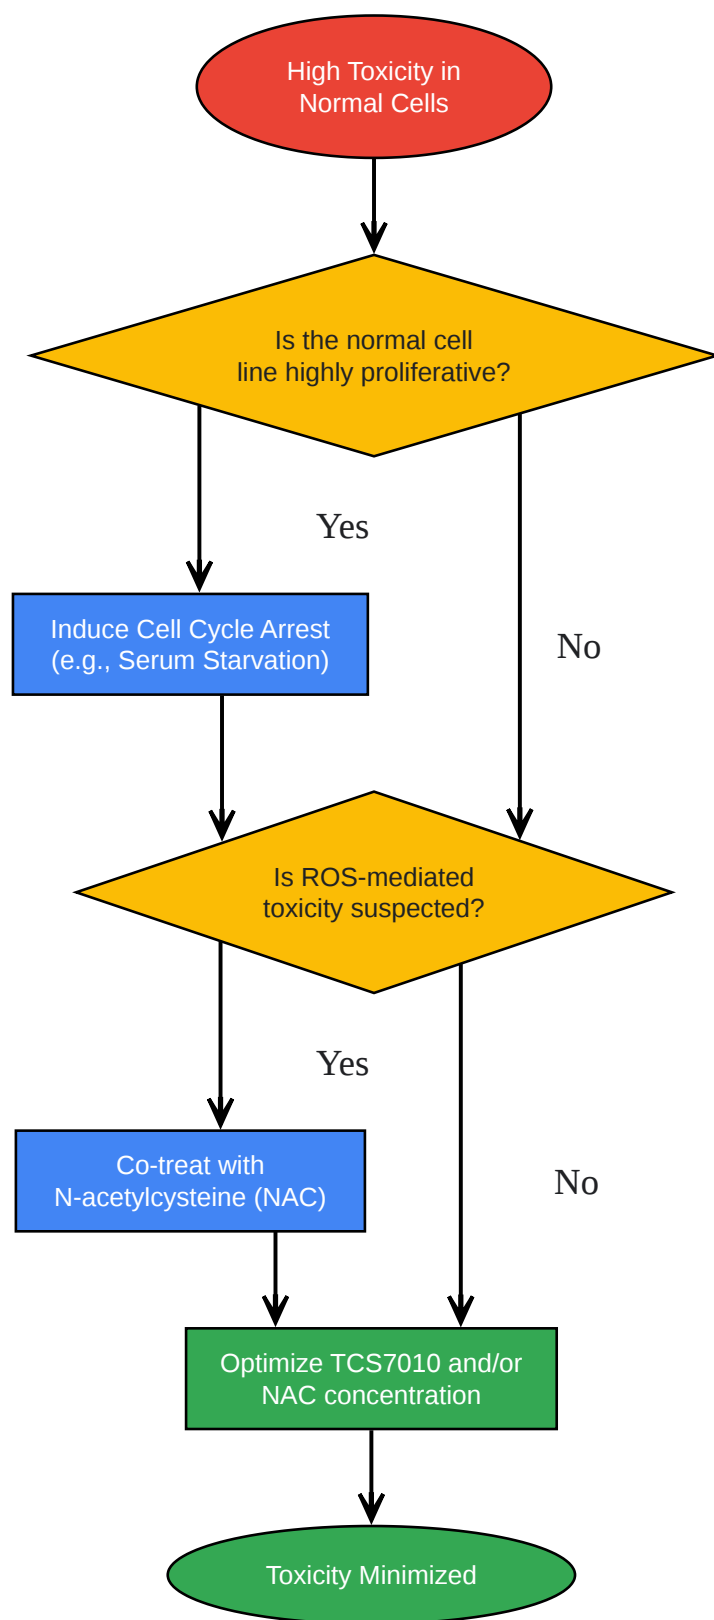 High Toxicity in
Normal Cells
Is the normal cell
line highly proliferative?
Yes
Induce Cell Cycle Arrest
(e.g., Serum Starvation)
No
Is ROS-mediated
toxicity suspected?
Yes
Co-treat with
N-acetylcysteine (NAC)
No
Optimize TCS7010 and/or
NAC concentration
Toxicity Minimized